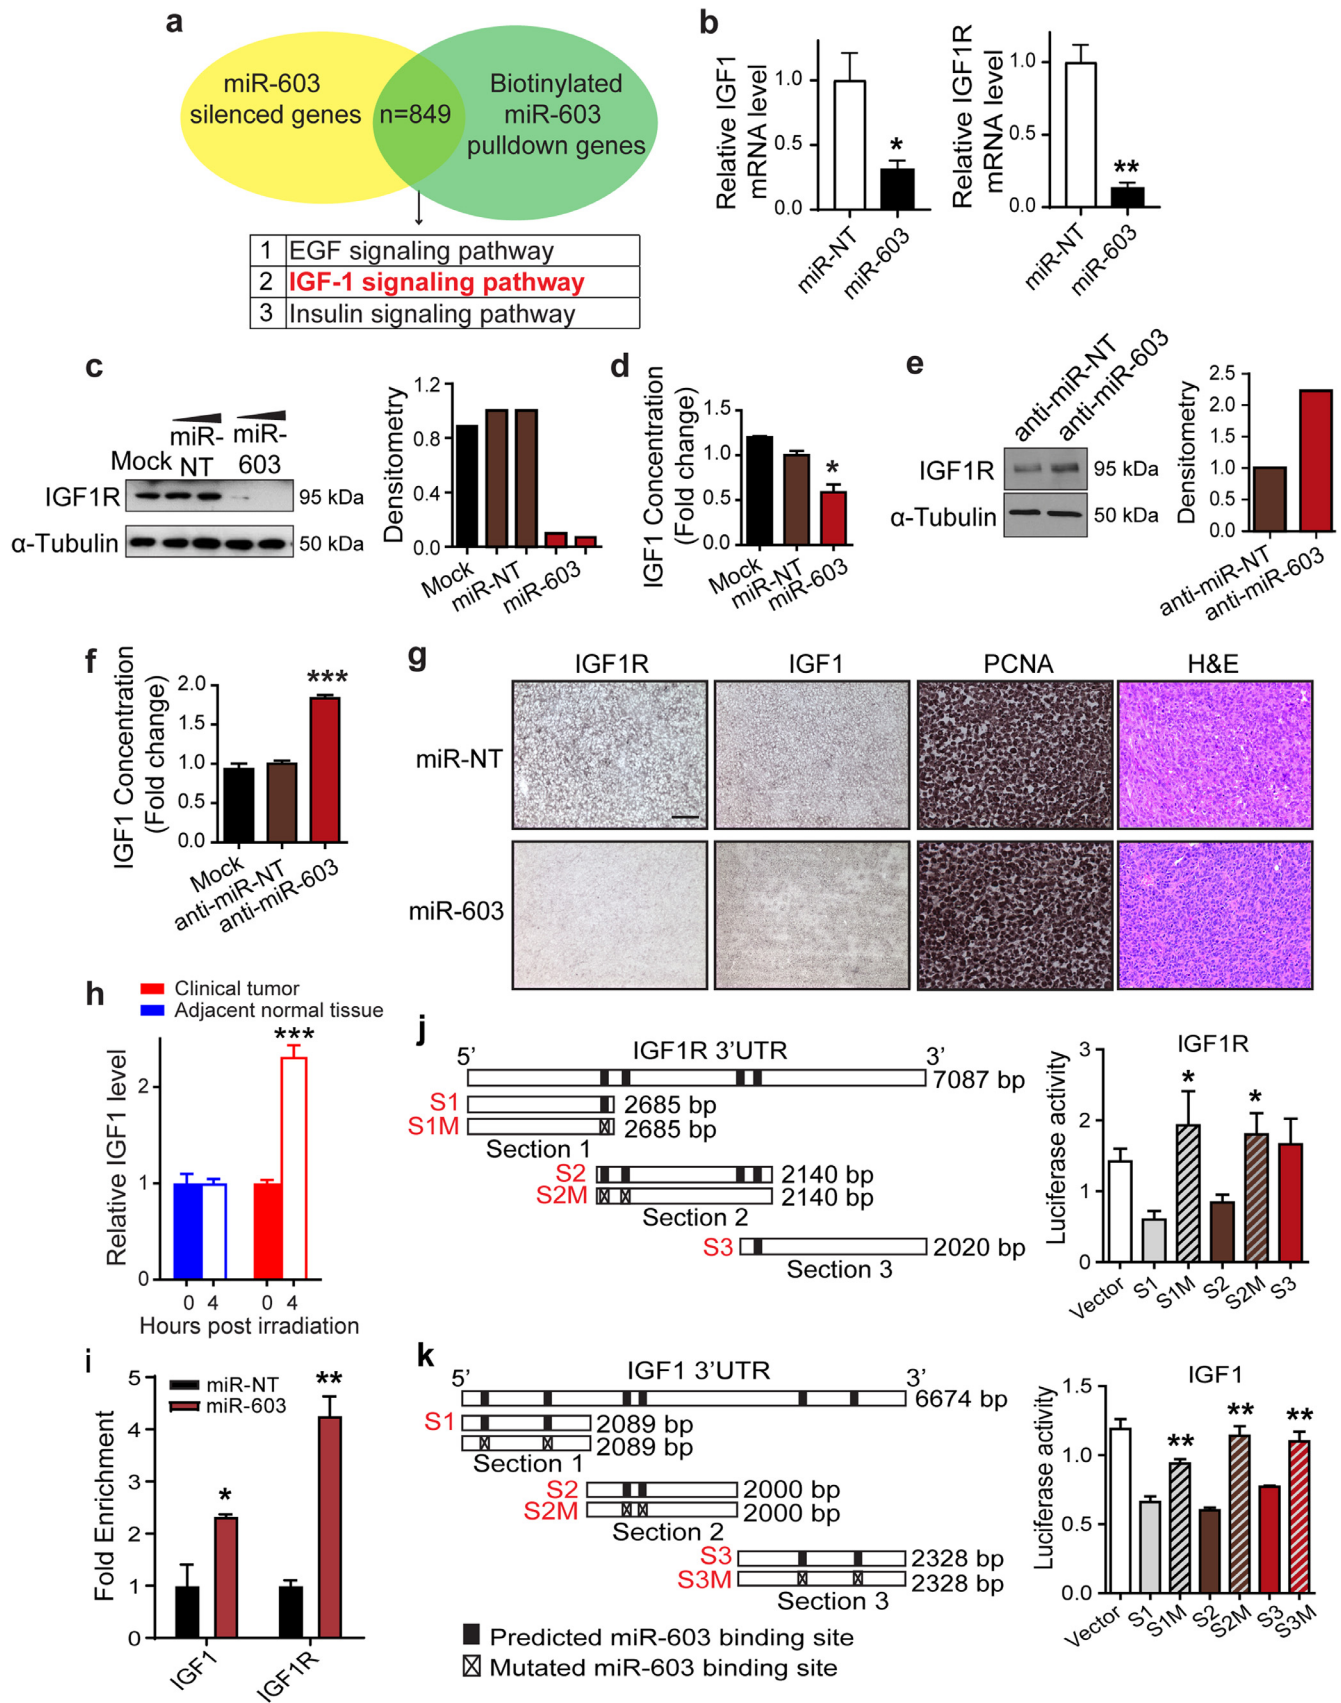 a
miR-603
silenced genes
n=849
Biotinylated
miR-603
pulldown genes
1 EGF signaling pathway
2 IGF-1 signaling pathway
3 Insulin signaling pathway
b
Relative IGF1
mRNA level
1.0
0.5
0.0
*
miR-NT
miR-603
Relative IGF1R
mRNA level
1.0
0.5
0.0
**
miR-NT
miR-603
c
Mock
miR-
NT
miR-
603
IGF1R
95 kDa
α-Tubulin
50 kDa
Densitometry
1.2
0.8
0.4
0.0
Mock
miR-NT
miR-603
d
IGF1 Concentration
(Fold change)
1.5
1.0
0.5
0.0
*
Mock
miR-NT
miR-603
e
anti-miR-NT
anti-miR-603
IGF1R
95 kDa
α-Tubulin
50 kDa
Densitometry
2.5
2.0
1.5
1.0
0.5
0.0
anti-miR-NT
anti-miR-603
f
IGF1 Concentration
(Fold change)
2.0
1.5
1.0
0.5
0.0
***
Mock
anti-miR-NT
anti-miR-603
g
IGF1R IGF1 PCNA H&E
miR-NT
miR-603
h
Clinical tumor
Adjacent normal tissue
Relative IGF1 level
2
1
0
***
0 4 0 4
Hours post irradiation
i
miR-NT
miR-603
Fold Enrichment
5
4
3
2
1
0
*
**
IGF1
IGF1R
j
5’ IGF1R 3’UTR 3’
7087 bp
S1 2685 bp
S1M 2685 bp
Section 1
S2 2140 bp
S2M 2140 bp
Section 2
S3 2020 bp
Section 3
IGF1R
Luciferase activity
3
2
1
0
*
*
Vector
S1
S1M
S2
S2M
S3
k
5’ IGF1 3’UTR 3’
6674 bp
S1 2089 bp
2089 bp
Section 1
S2 2000 bp
S2M 2000 bp
Section 2
S3 2328 bp
S3M 2328 bp
Section 3
Predicted miR-603 binding site
Mutated miR-603 binding site
IGF1
Luciferase activity
1.5
1.0
0.5
0.0
**
**
**
Vector
S1
S1M
S2
S2M
S3
S3M